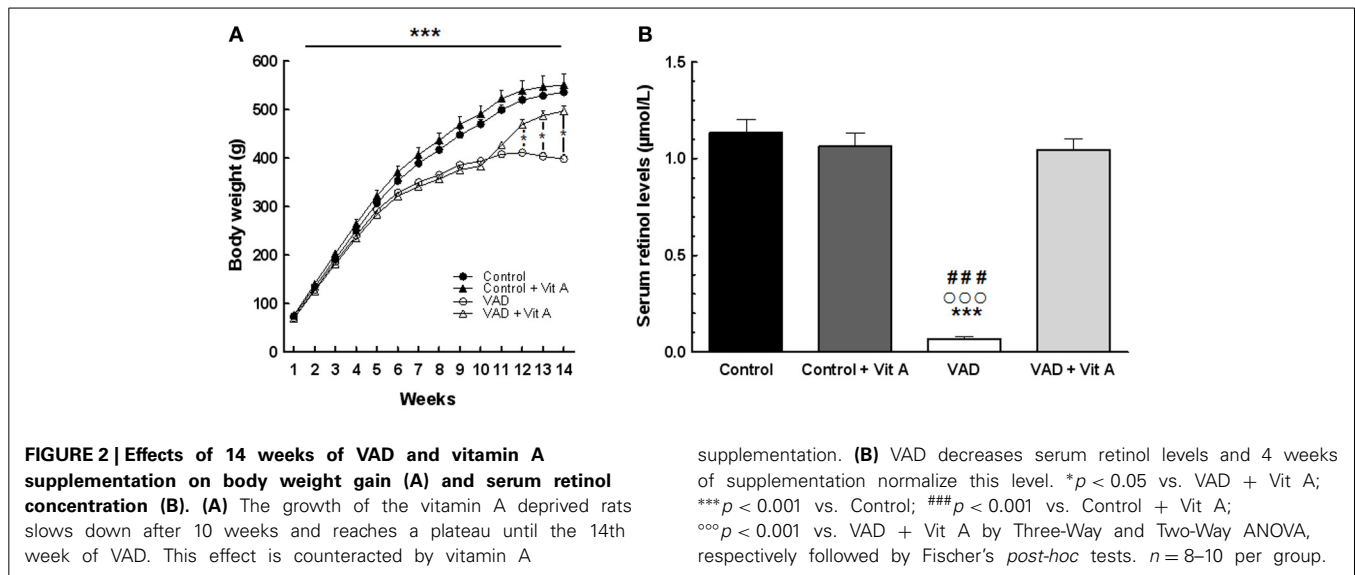 A
***
600
500
400
300
200
100
0
Body weight (g)
* * *
Control
Control + Vit A
VAD
VAD + Vit A
1 2 3 4 5 6 7 8 9 10 11 12 13 14
Weeks
B
1.5
1.0
0.5
0.0
Serum retinol levels (µmol/L)
###
○○○
***
Control Control + Vit A VAD VAD + Vit A
FIGURE 2 | Effects of 14 weeks of VAD and vitamin A
supplementation on body weight gain (A) and serum retinol
concentration (B). (A) The growth of the vitamin A deprived rats
slows down after 10 weeks and reaches a plateau until the 14th
week of VAD. This effect is counteracted by vitamin A
supplementation. (B) VAD decreases serum retinol levels and 4 weeks
of supplementation normalize this level. *p < 0.05 vs. VAD + Vit A;
***p < 0.001 vs. Control; ###p < 0.001 vs. Control + Vit A;
°°°p < 0.001 vs. VAD + Vit A by Three-Way and Two-Way ANOVA,
respectively followed by Fischer's post-hoc tests. n = 8–10 per group.